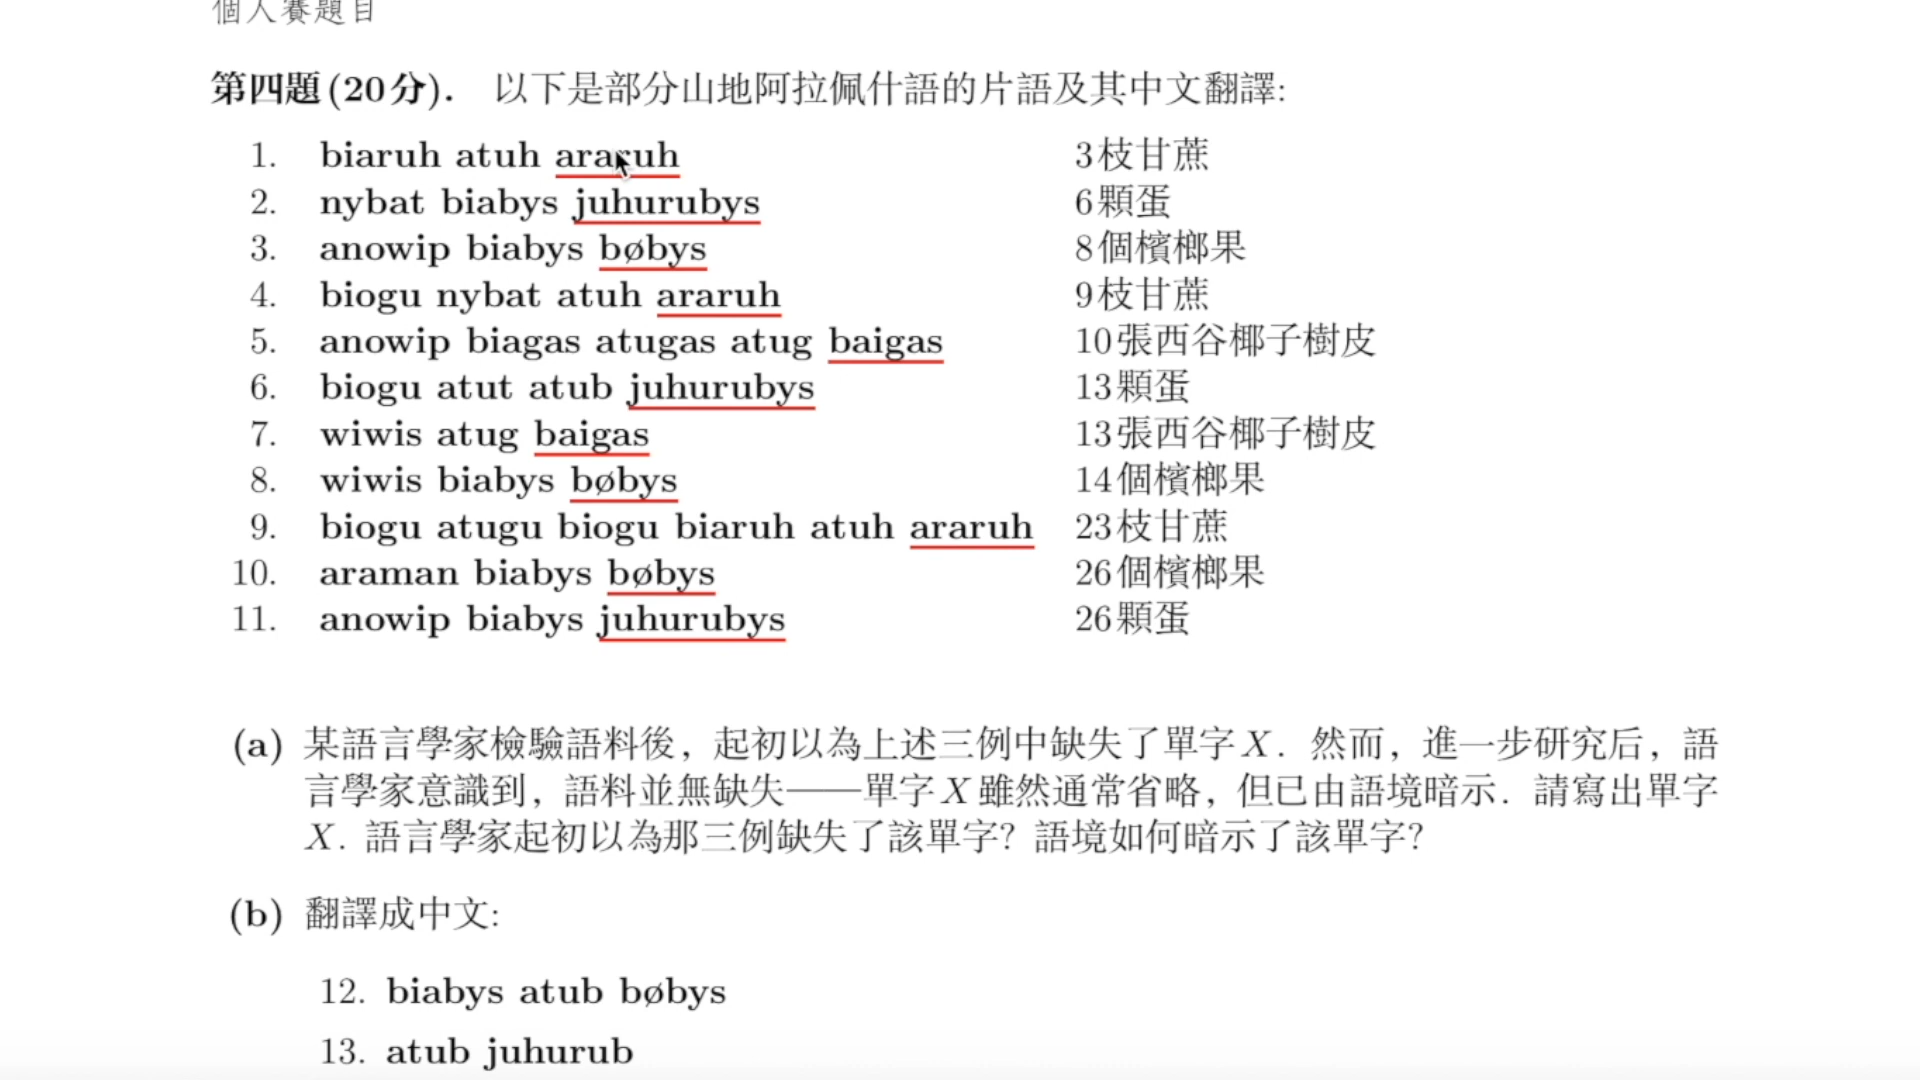 個人賽題目
第四題(20分). 以下是部分山地阿拉佩什語的片語及其中文翻譯:
1. biaruh atuh araruh 3枝甘蔗
2. nybat biabys juhurubys 6顆蛋
3. anowip biabys bøbys 8個檳榔果
4. biogu nybat atuh araruh 9枝甘蔗
5. anowip biagas atugas atug baigas 10張西谷椰子樹皮
6. biogu atut atub juhurubys 13顆蛋
7. wiwis atug baigas 13張西谷椰子樹皮
8. wiwis biabys bøbys 14個檳榔果
9. biogu atugu biogu biaruh atuh araruh 23枝甘蔗
10. araman biabys bøbys 26個檳榔果
11. anowip biabys juhurubys 26顆蛋
(a) 某語言學家檢驗語料後, 起初以為上述三例中缺失了單字X. 然而, 進一步研究后, 語
言學家意識到, 語料並無缺失——單字X雖然通常省略, 但已由語境暗示. 請寫出單字
X. 語言學家起初以為那三例缺失了該單字? 語境如何暗示了該單字?
(b) 翻譯成中文:
12. biabys atub bøbys
13. atub juhurub